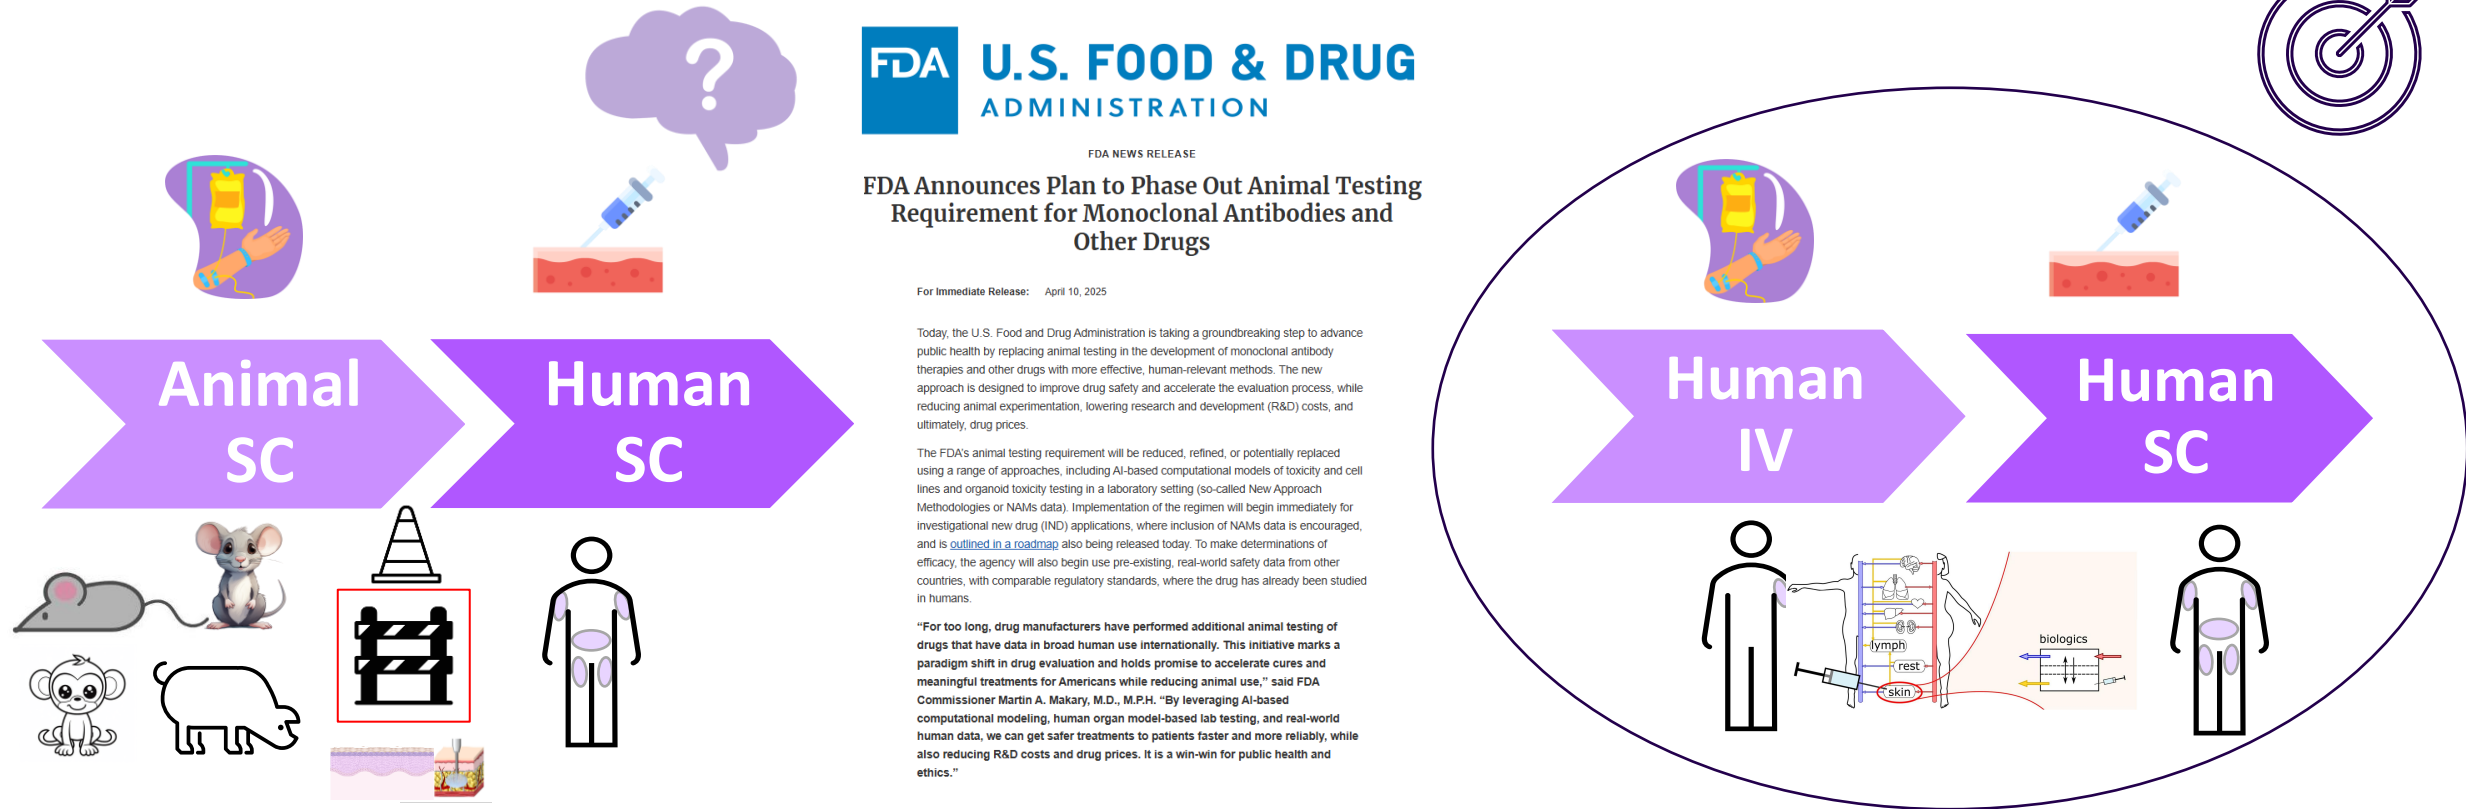 ?
FDA
U.S. FOOD & DRUG
ADMINISTRATION
FDA NEWS RELEASE
FDA Announces Plan to Phase Out Animal Testing
Requirement for Monoclonal Antibodies and
Other Drugs
For Immediate Release: April 10, 2025
Today, the U.S. Food and Drug Administration is taking a groundbreaking step to advance
public health by replacing animal testing in the development of monoclonal antibody
therapies and other drugs with more effective, human-relevant methods. The new
approach is designed to improve drug safety and accelerate the evaluation process, while
reducing animal experimentation, lowering research and development (R&D) costs, and
ultimately, drug prices.
The FDA's animal testing requirement will be reduced, refined, or potentially replaced
using a range of approaches, including AI-based computational models of toxicity and cell
lines and organoid toxicity testing in a laboratory setting (so-called New Approach
Methodologies or NAMs data). Implementation of the regimen will begin immediately for
investigational new drug (IND) applications, where inclusion of NAMs data is encouraged,
and is outlined in a roadmap also being released today. To make determinations of
efficacy, the agency will also begin use pre-existing, real-world safety data from other
countries, with comparable regulatory standards, where the drug has already been studied
in humans.
“For too long, drug manufacturers have performed additional animal testing of
drugs that have data in broad human use internationally. This initiative marks a
paradigm shift in drug evaluation and holds promise to accelerate cures and
meaningful treatments for Americans while reducing animal use,” said FDA
Commissioner Martin A. Makary, M.D., M.P.H. “By leveraging AI-based
computational modeling, human organ model-based lab testing, and real-world
human data, we can get safer treatments to patients faster and more reliably, while
also reducing R&D costs and drug prices. It is a win-win for public health and
ethics.”
Animal
SC
Human
SC
Human
IV
Human
SC
lymph
rest
skin
biologics